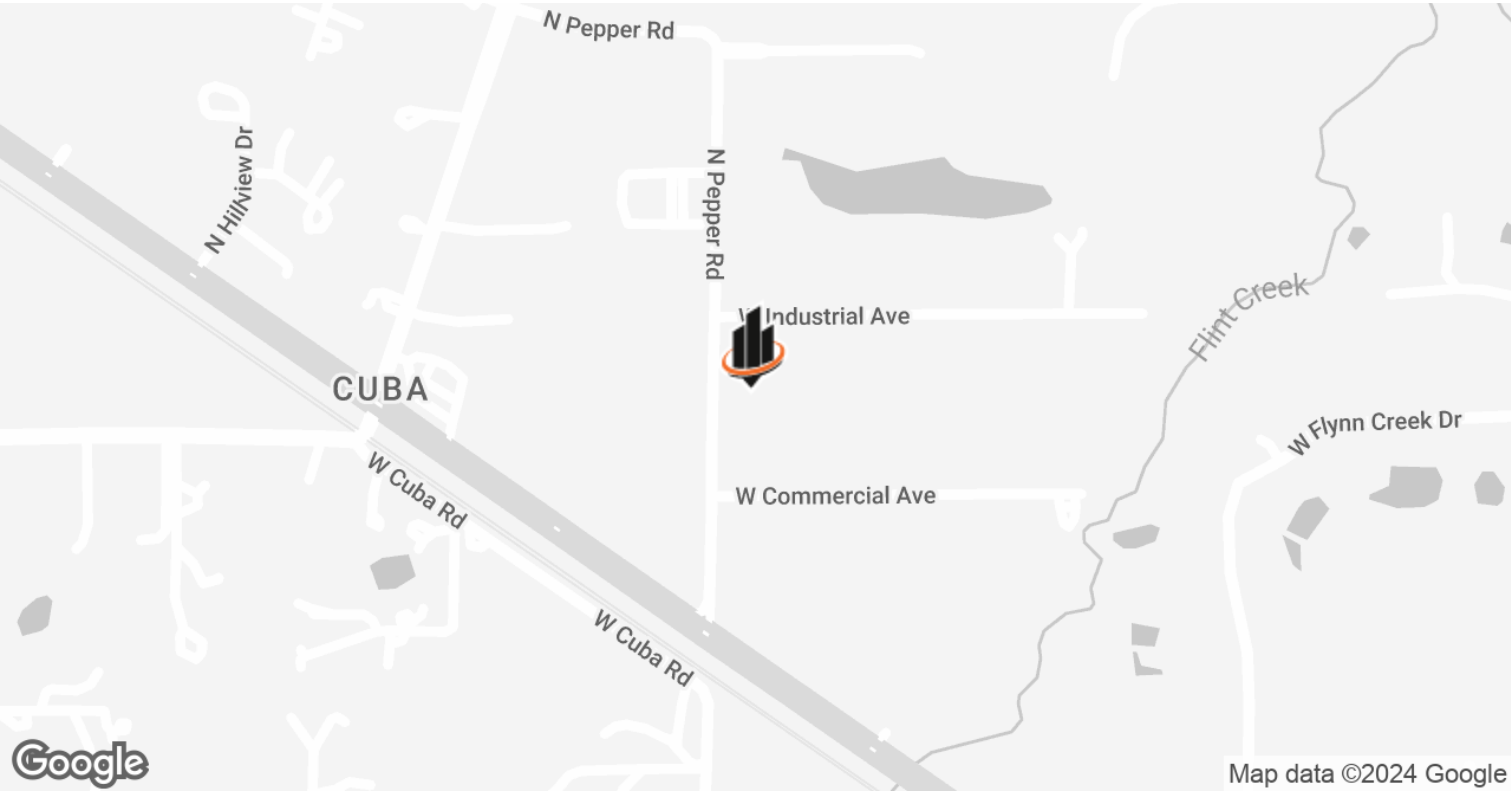 N Pepper Rd
N Hillview Dr
N Pepper Rd
Flint Creek
W Industrial Ave
CUBA
W Flynn Creek Dr
W Cuba Rd
W Commercial Ave
W Cuba Rd
Google
Map data ©2024 Google